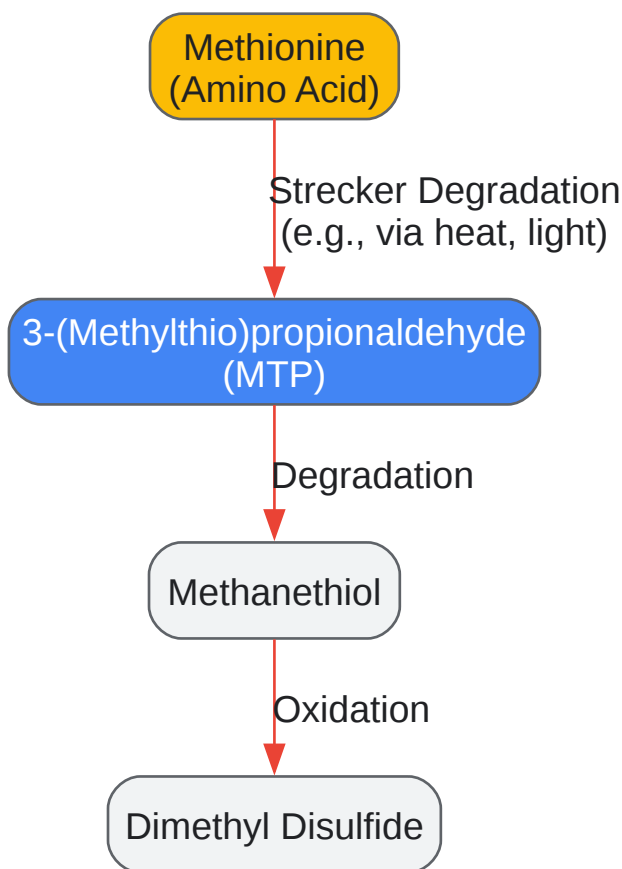 Methionine
(Amino Acid)
Strecker Degradation
(e.g., via heat, light)
3-(Methylthio)propionaldehyde
(MTP)
Degradation
Methanethiol
Oxidation
Dimethyl Disulfide